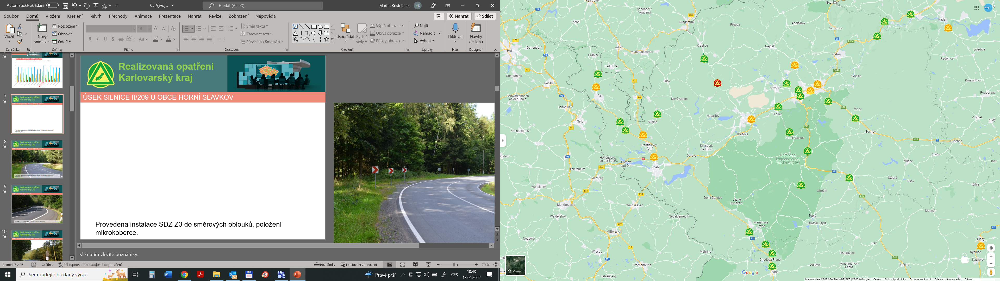 Automatické ukládání
05_Vývoj...
Hledat (Alt+Q)
Martin Kostelenec
MK
Soubor
Domů
Vložení
Kreslení
Návrh
Přechody
Animace
Prezentace
Nahrát
Revize
Zobrazení
Nápověda
Nahrát
Sdílet
Vložit
Schránka
Nový snímek
Rozložení
Obnovit
Oddíl
Snímky
16
Písmo
Směr textu
Zarovnat text
Převést na SmartArt
Odstavec
Uspořádat
Rychlé styly
Výplň obrazce
Obrys obrazce
Efekty obrazce
Kreslení
Najít
Nahradit
Vybrat
Úpravy
Diktovat
Hlas
Návrhy designu
Designer
7
8
9
10
Realizovaná opatření
Karlovarský kraj
ÚSEK SILNICE II/209 U OBCE HORNÍ SLAVKOV
Provedena instalace SDZ Z3 do směrových oblouků, položení
mikrokoberce.
Kliknutím vložíte poznámky.
Snímek 7 z 36
Čeština
Přístupnost: Prostudujte si doporučení
Poznámky
Nastavení zobrazení
79 %
Sem zadejte hledaný výraz
Právě prší
CES
10:43
13.06.2022
Boží Dar
Schöneck/
Vogtland
Klingenthal
Triebel
Přebuz
Abertamy
Jáchymov
Kadaň
Hof
Gattendorf
Adorf
Markneukirchen
Kraslice
Nejdek
Ostrov
Libědice
Radonice
Hranice
Bad Elster
Oberkotzau
Rehau
Luby
Kyselka
Krásný Dvůr
Chodov
Schwarzenbach
an der Saale
Aš
Nový Kostel
Podbořany
Schönwald
Habartov
Loket
Činov
Vroutek
Selb
Skalná
Kryry
Kirchenlamitz
Březová
Horní Slavkov
Bochov
Lubenec
Františkovy
Lázně
Kynšperk
nad Ohří
Hohenberg
an der Eger
Pomezí
nad Ohří
Odrava
Chráněná
krajinná oblast
Slavkovský les
Chyše
Žlutice
Krty
Thiersheim
Cheb
Arzberg
Štědrá
Pšov
Žihle
Wunsiedel
Otročín
Dolní Žandov
Lázně
Kynžvart
Marktredwitz
Waldsassen
Waldershof
Neualbenreuth
Teplá
Manětín
Mariánské
Lázně
Klášter Teplá
Mitterteich
Neusorg
Plasy
Krsy
Wiesau
Mähring
Rybnice
Bezdružice
Chodová Planá
Kaznějov
Tirschenreuth
Lestkov
Konstantinovy
Lázně
Úněšov
Planá
Falkenberg
Vrstvy
Google
Mapová data ©2022 GeoBasis-DE/BKG (©2009),Google
Česko
Smluvní podmínky
Ochrana soukromí
Odeslat zpětnou vazbu
5 km